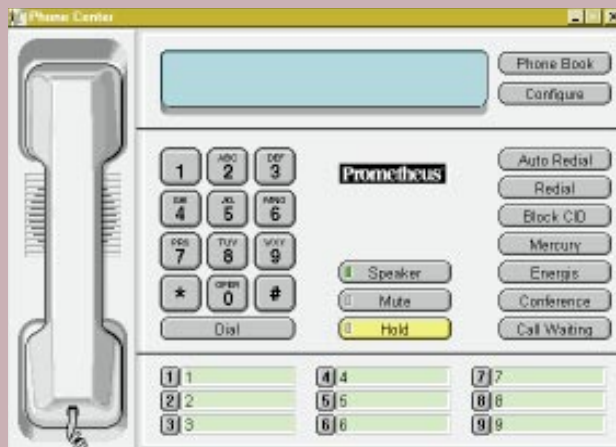 Phone Center
Phone Book
Configure
1 ABC 2 DEF 3
Prometheus
Auto Redial
Redial
GHI 4 JKL 5 MNO 6
Block CID
PRS 7 TUV 8 WXY 9
Mercury
Speaker
Energis
* OPER 0 #
Mute
Conference
Dial
Hold
Call Waiting
1 1 4 4 7 7
2 2 5 5 8 8
3 3 6 6 9 9